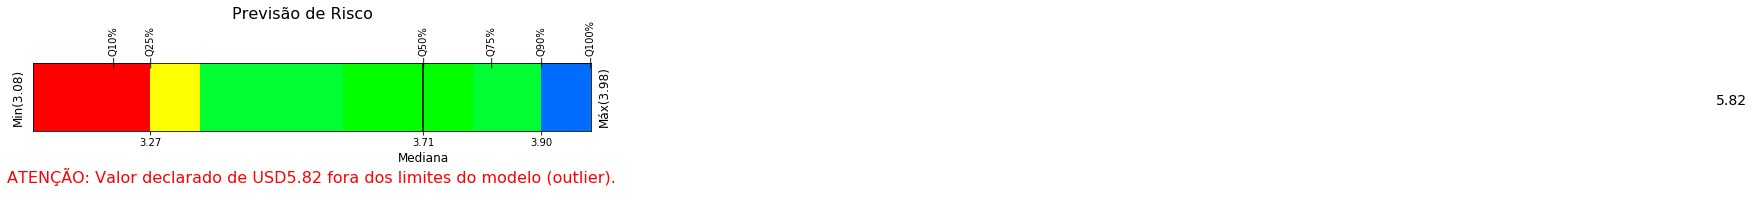 Previsão de Risco
Q10%
Q25%
Q50%
Q75%
Q90%
Q100%
Min(3.08)
Máx(3.98)
5.82
3.27
3.71
3.90
Mediana
ATENÇÃO: Valor declarado de USD5.82 fora dos limites do modelo (outlier).